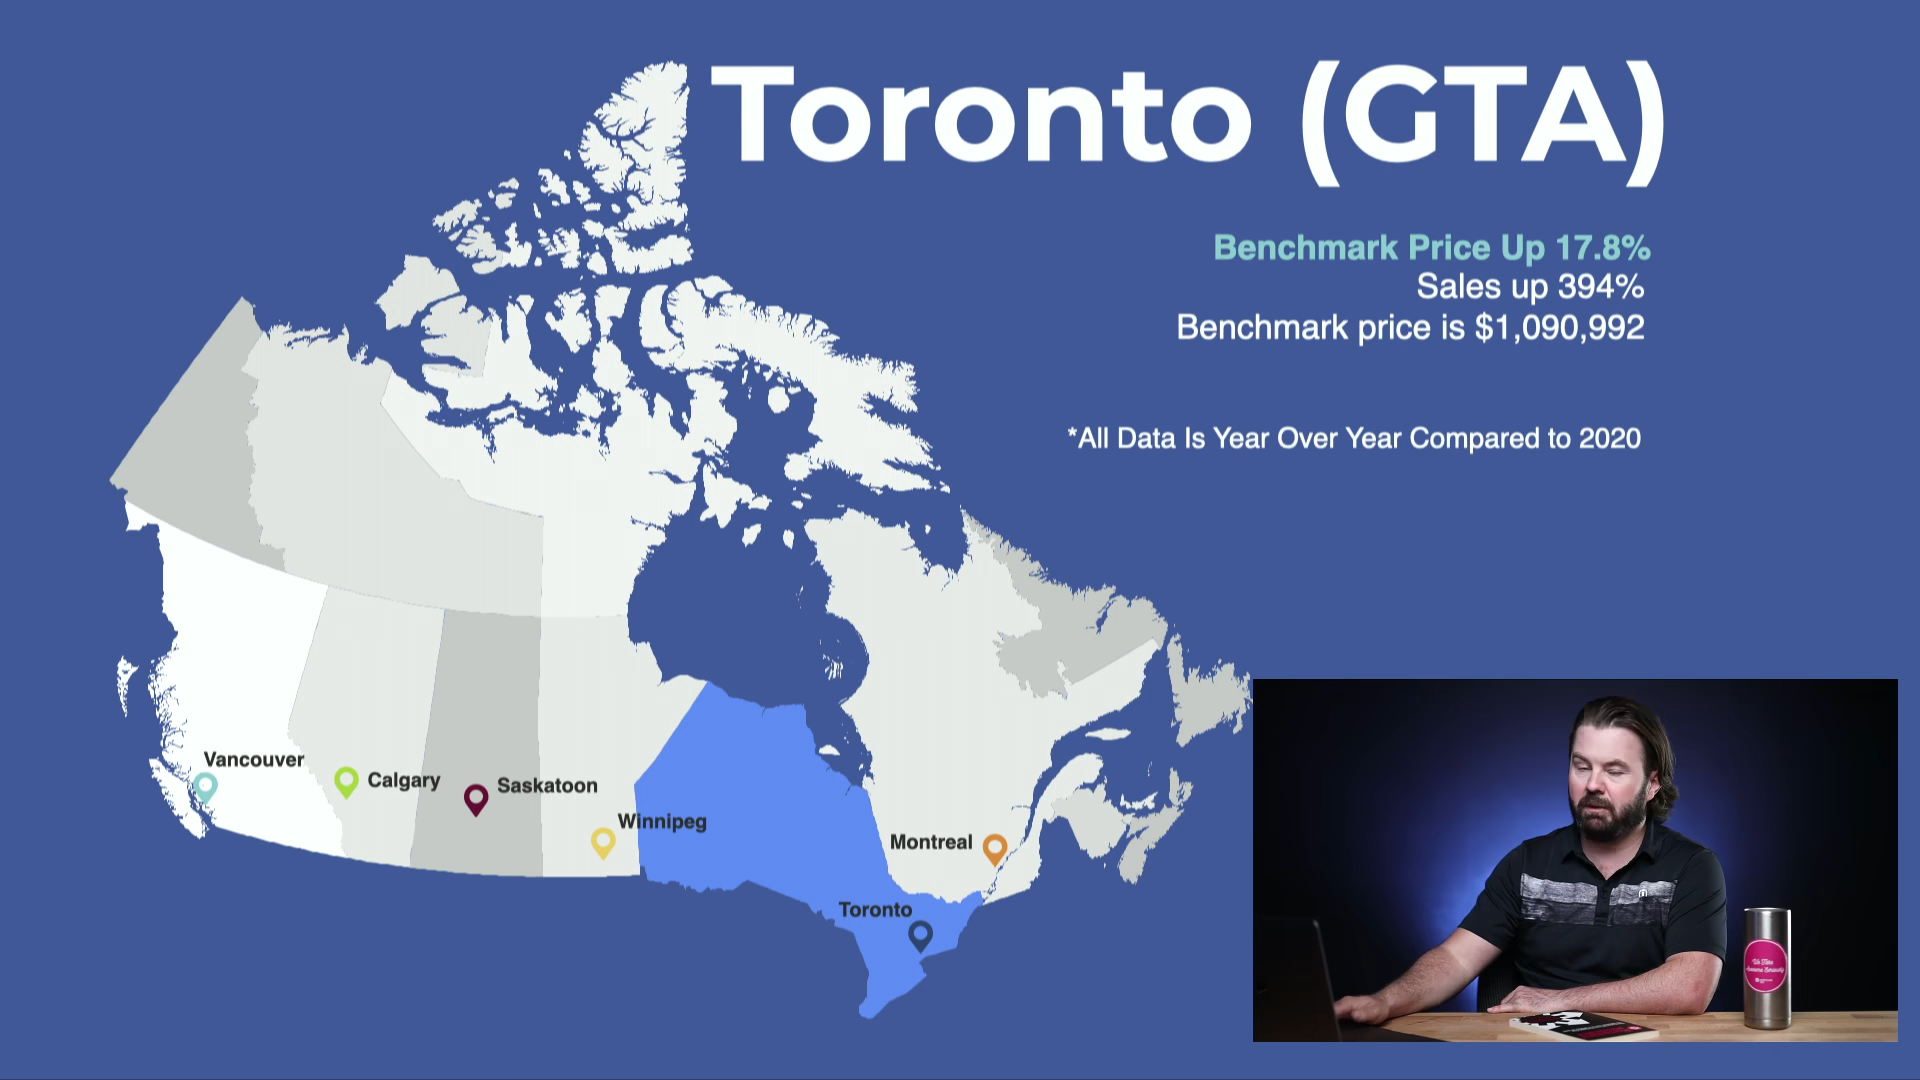 Toronto (GTA)
Benchmark Price Up 17.8%
Sales up 394%
Benchmark price is $1,090,992
*All Data Is Year Over Year Compared to 2020
Vancouver
Calgary
Saskatoon
Winnipeg
Montreal
Toronto